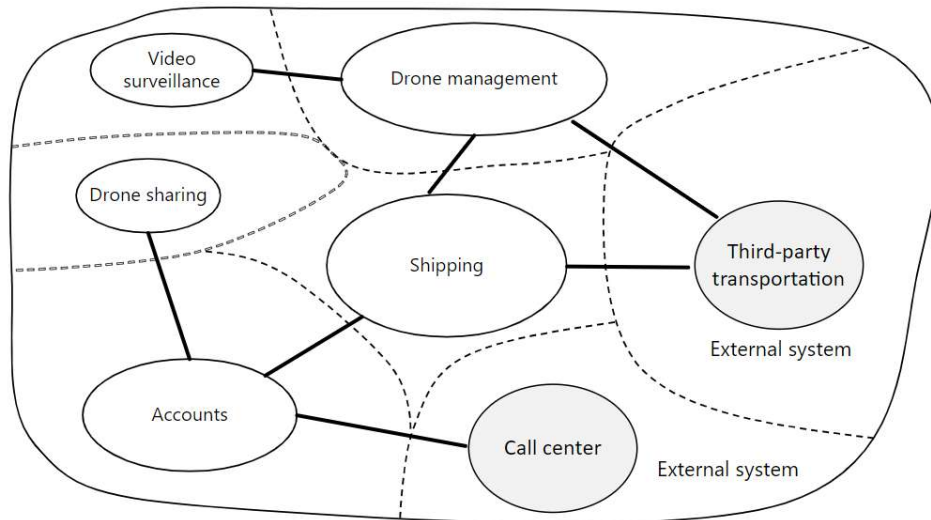 Video
surveillance
Drone management
Drone sharing
Shipping
Third-party
transportation
External system
Accounts
Call center
External system